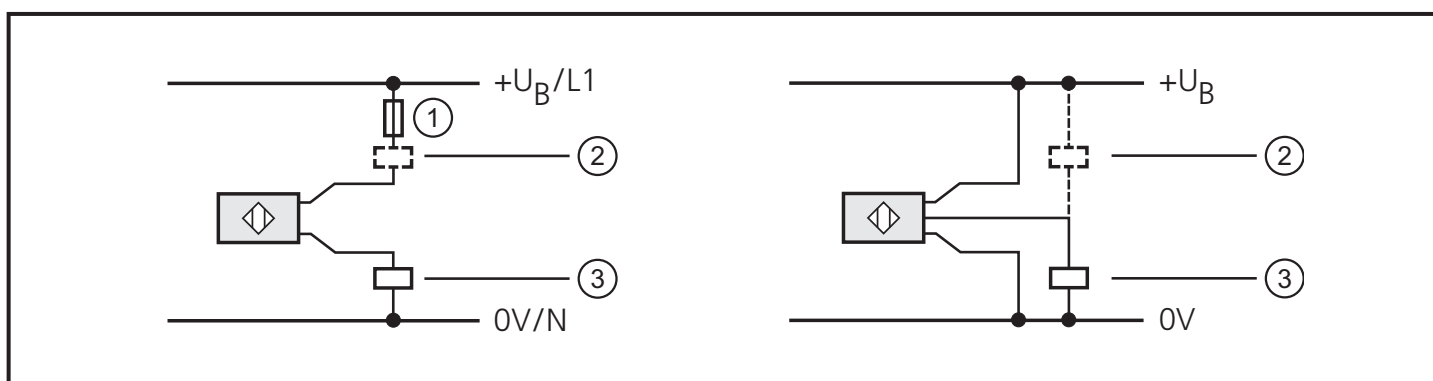 +U_B/L1
①
②
③
0V/N
+U_B
②
③
0V